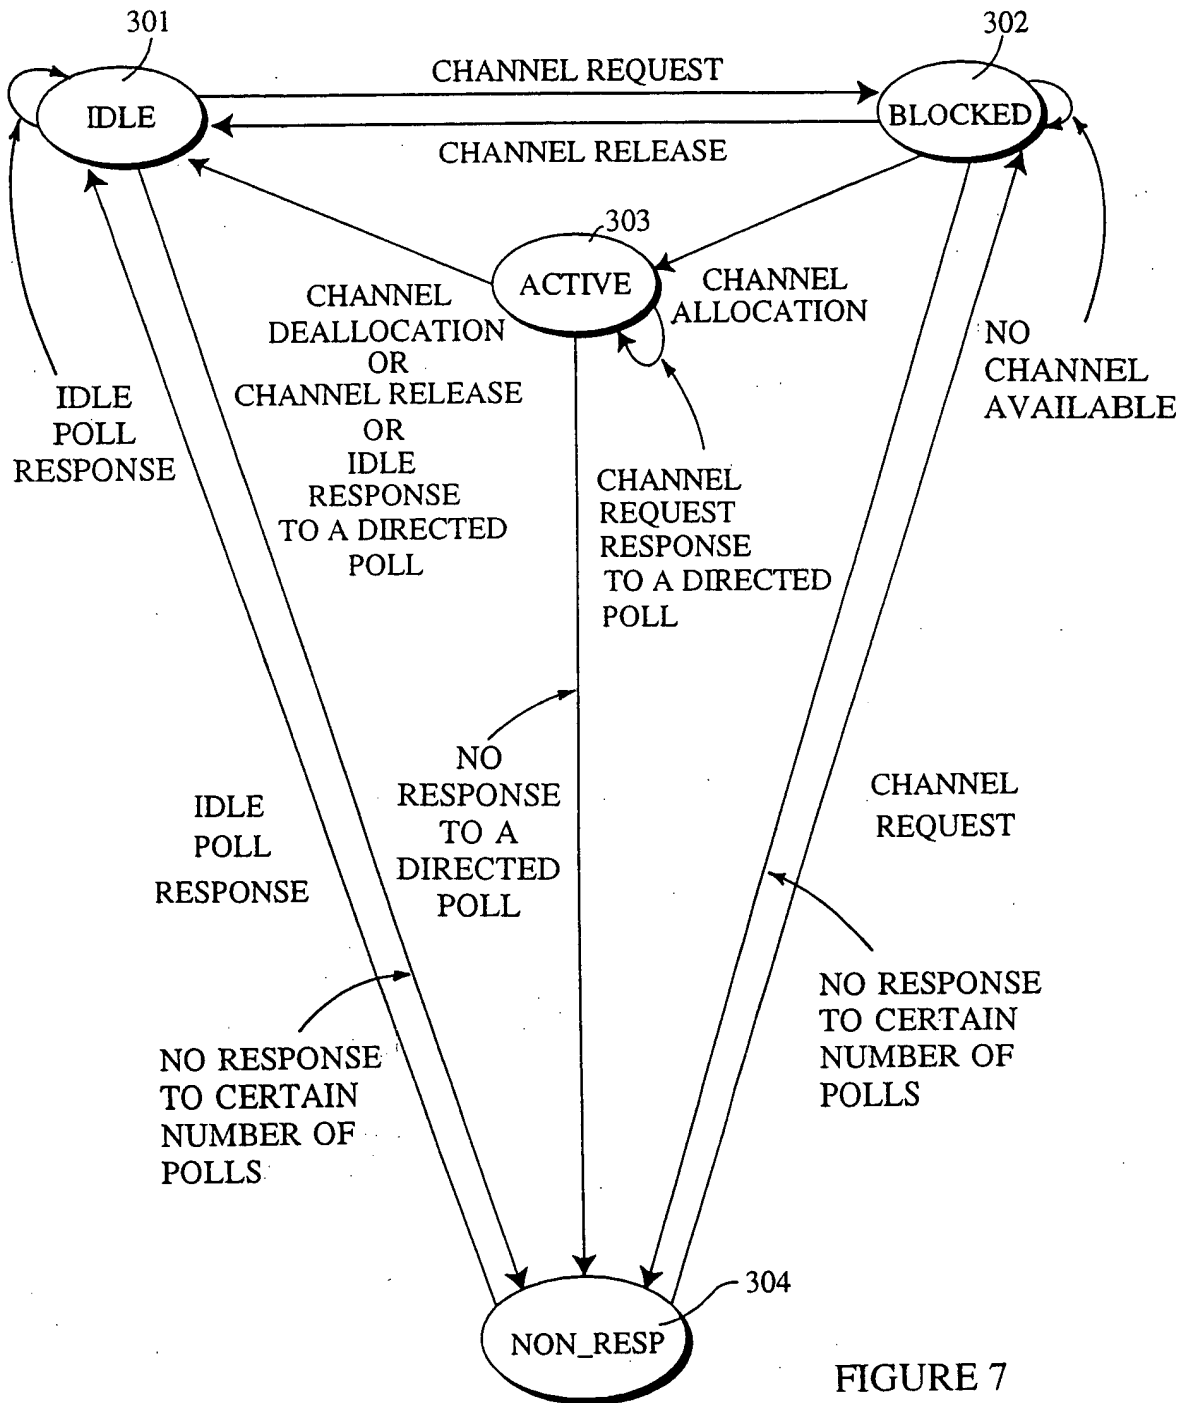 301
302
CHANNEL REQUEST
IDLE
BLOCKED
CHANNEL RELEASE
303
ACTIVE
CHANNEL
ALLOCATION
CHANNEL
DEALLOCATION
OR
CHANNEL RELEASE
OR
IDLE
RESPONSE
TO A DIRECTED
POLL
NO
CHANNEL
AVAILABLE
IDLE
POLL
RESPONSE
CHANNEL
REQUEST
RESPONSE
TO A DIRECTED
POLL
NO
RESPONSE
TO A
DIRECTED
POLL
IDLE
POLL
RESPONSE
CHANNEL
REQUEST
NO RESPONSE
TO CERTAIN
NUMBER OF
POLLS
NO RESPONSE
TO CERTAIN
NUMBER OF
POLLS
304
NON_RESP
FIGURE 7